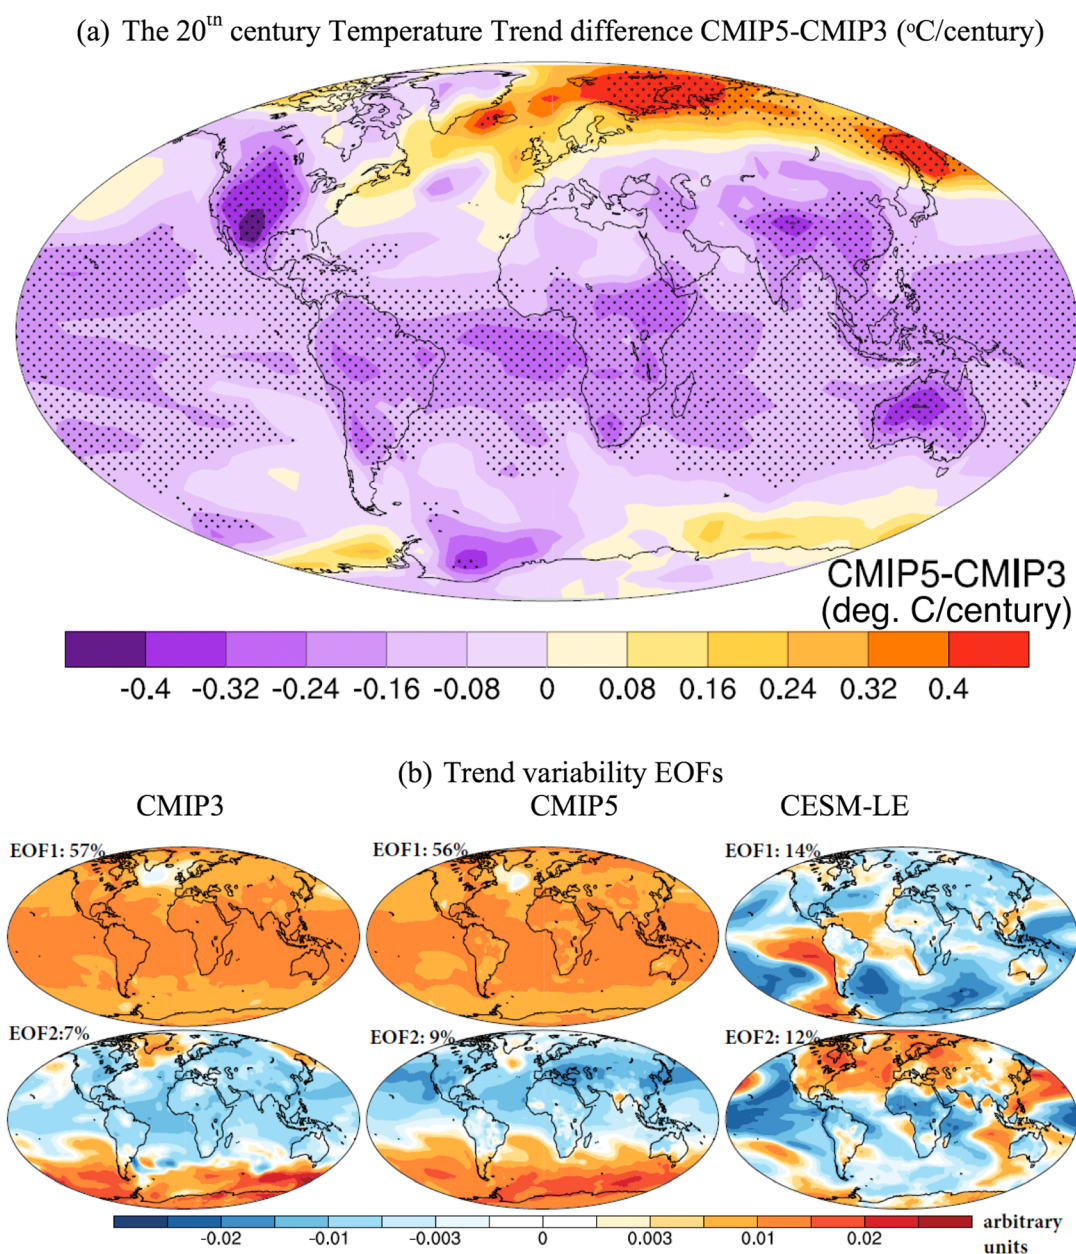 (a) The 20th century Temperature Trend difference CMIP5-CMIP3 (°C/century)
CMIP5-CMIP3
(deg. C/century)
-0.4 -0.32 -0.24 -0.16 -0.08 0 0.08 0.16 0.24 0.32 0.4
(b) Trend variability EOFs
CMIP3 CMIP5 CESM-LE
EOF1: 57% EOF1: 56% EOF1: 14%
EOF2:7% EOF2: 9% EOF2: 12%
-0.02 -0.01 -0.003 0 0.003 0.01 0.02 arbitrary
units